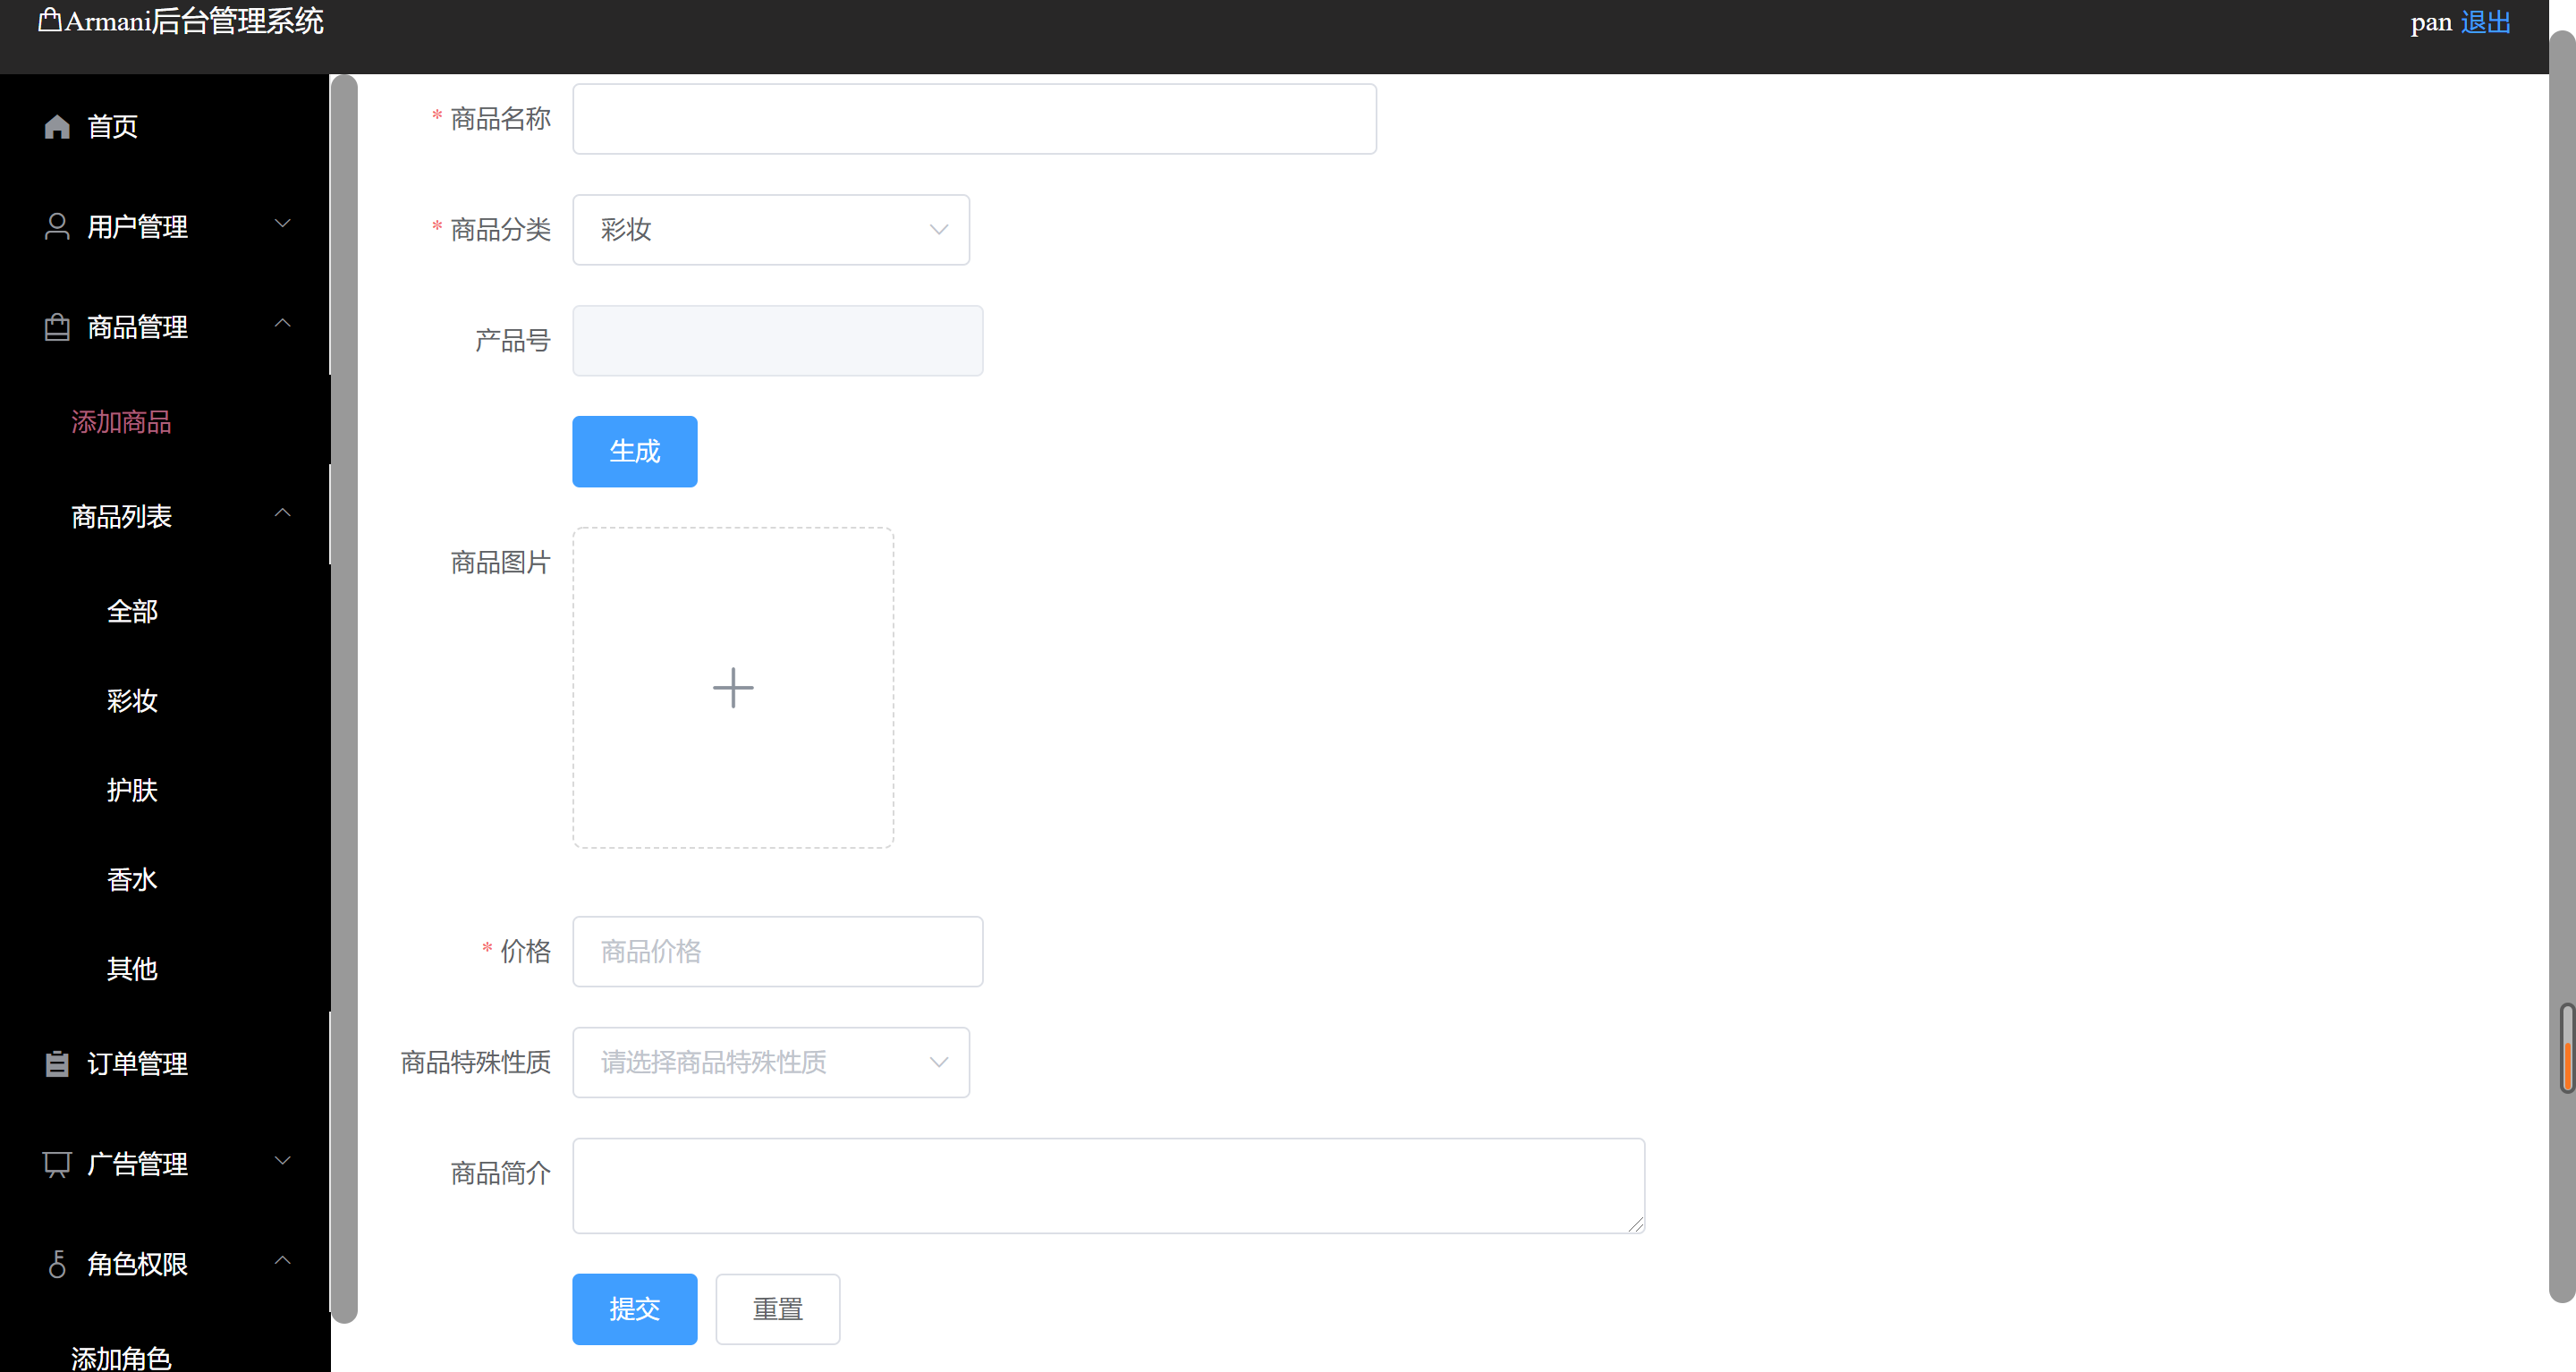 Armani后台管理系统
pan 退出
首页
用户管理
商品管理
添加商品
商品列表
全部
彩妆
护肤
香水
其他
订单管理
广告管理
角色权限
添加角色
* 商品名称
* 商品分类 彩妆
产品号
生成
商品图片
* 价格 商品价格
商品特殊性质 请选择商品特殊性质
商品简介
提交 重置